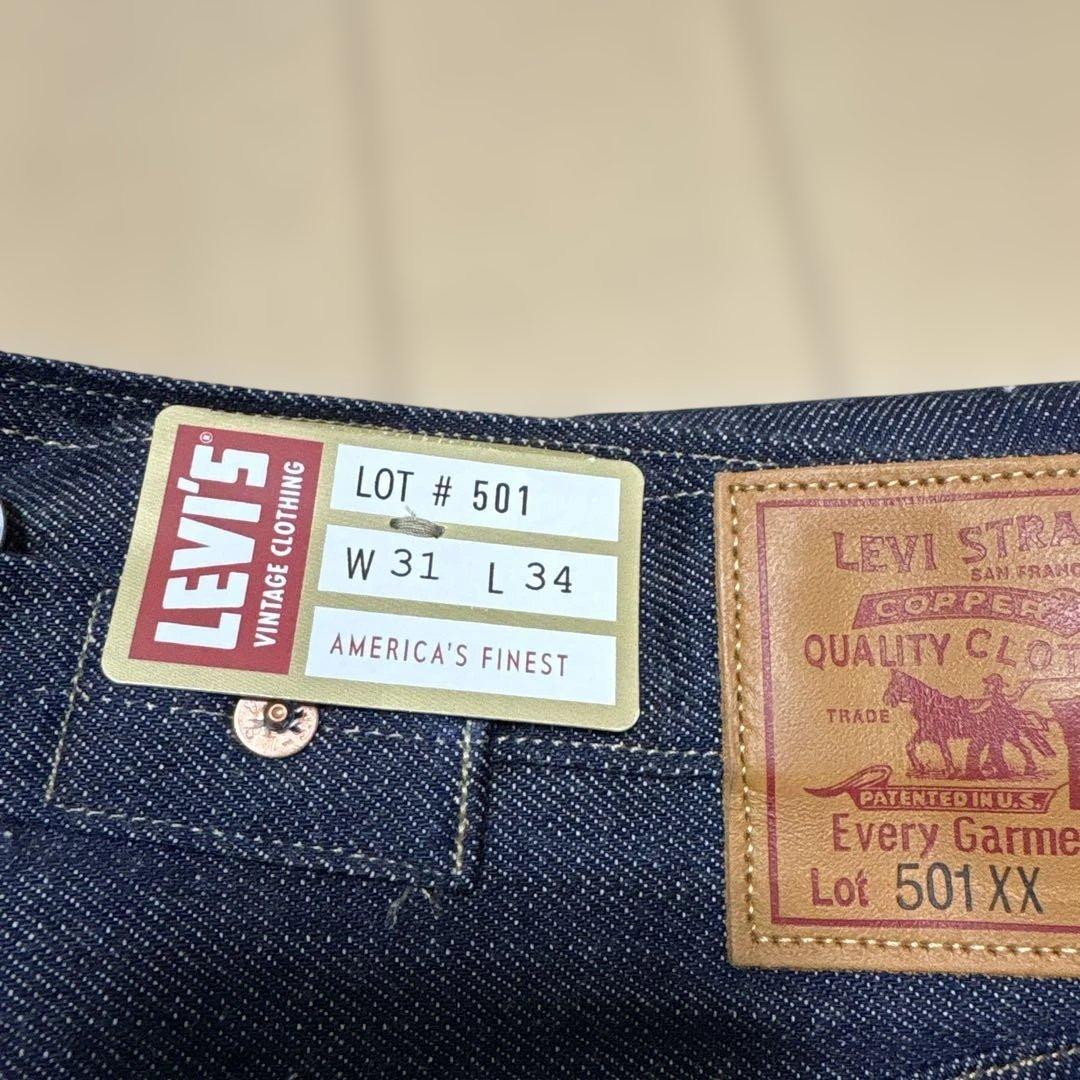 LEVI'S®
VINTAGE CLOTHING
LOT # 501
W 31 L 34
AMERICA'S FINEST
LEVI STRA
SAN FRANC
COPPER
QUALITY CLOT
TRADE
PATENTED IN U.S.
Every Garme
Lot 501XX